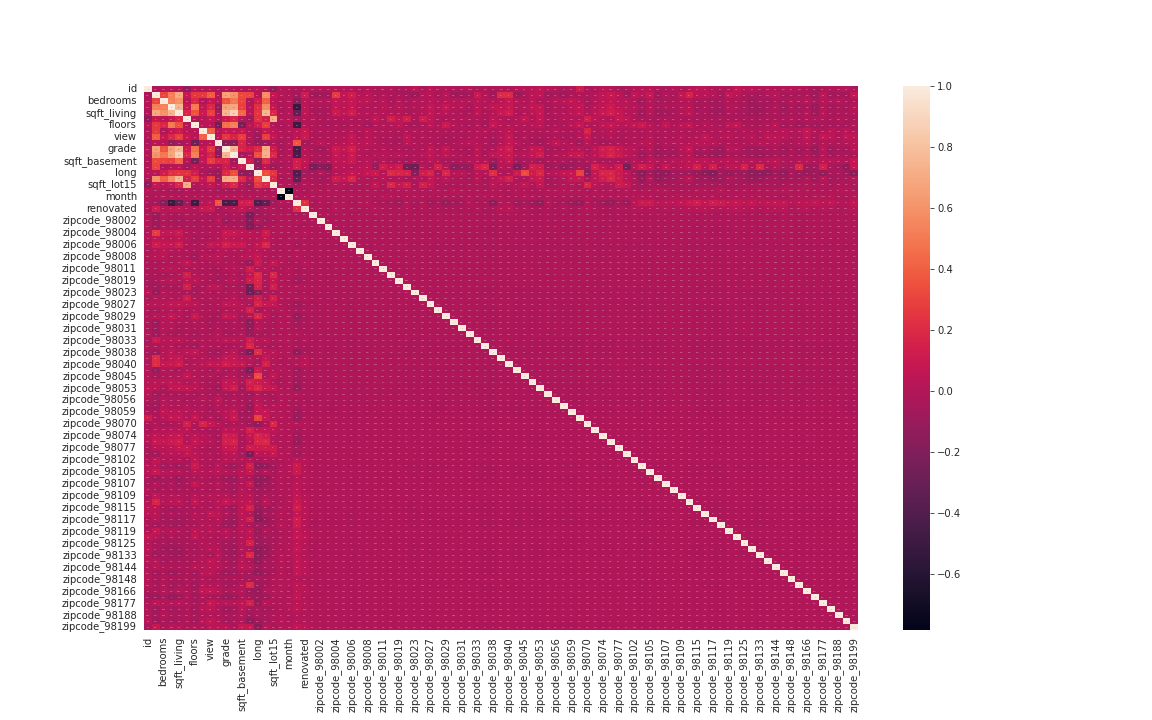 id
bedrooms
sqft_living
floors
view
grade
sqft_basement
long
sqft_lot15
month
renovated
zipcode_98002
zipcode_98004
zipcode_98006
zipcode_98008
zipcode_98011
zipcode_98019
zipcode_98023
zipcode_98027
zipcode_98029
zipcode_98031
zipcode_98033
zipcode_98038
zipcode_98040
zipcode_98045
zipcode_98053
zipcode_98056
zipcode_98059
zipcode_98070
zipcode_98074
zipcode_98077
zipcode_98102
zipcode_98105
zipcode_98107
zipcode_98109
zipcode_98115
zipcode_98117
zipcode_98119
zipcode_98125
zipcode_98133
zipcode_98144
zipcode_98148
zipcode_98166
zipcode_98177
zipcode_98188
zipcode_98199
id
bedrooms
sqft_living
floors
view
grade
sqft_basement
long
sqft_lot15
month
renovated
zipcode_98002
zipcode_98004
zipcode_98006
zipcode_98008
zipcode_98011
zipcode_98019
zipcode_98023
zipcode_98027
zipcode_98029
zipcode_98031
zipcode_98033
zipcode_98038
zipcode_98040
zipcode_98045
zipcode_98053
zipcode_98056
zipcode_98059
zipcode_98070
zipcode_98074
zipcode_98077
zipcode_98102
zipcode_98105
zipcode_98107
zipcode_98109
zipcode_98115
zipcode_98117
zipcode_98119
zipcode_98125
zipcode_98133
zipcode_98144
zipcode_98148
zipcode_98166
zipcode_98177
zipcode_98188
zipcode_98199
1.0
0.8
0.6
0.4
0.2
0.0
−0.2
−0.4
−0.6